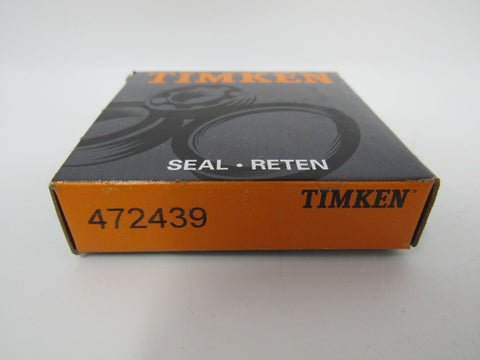 TIMKEN
SEAL • RETEN
472439
TIMKEN